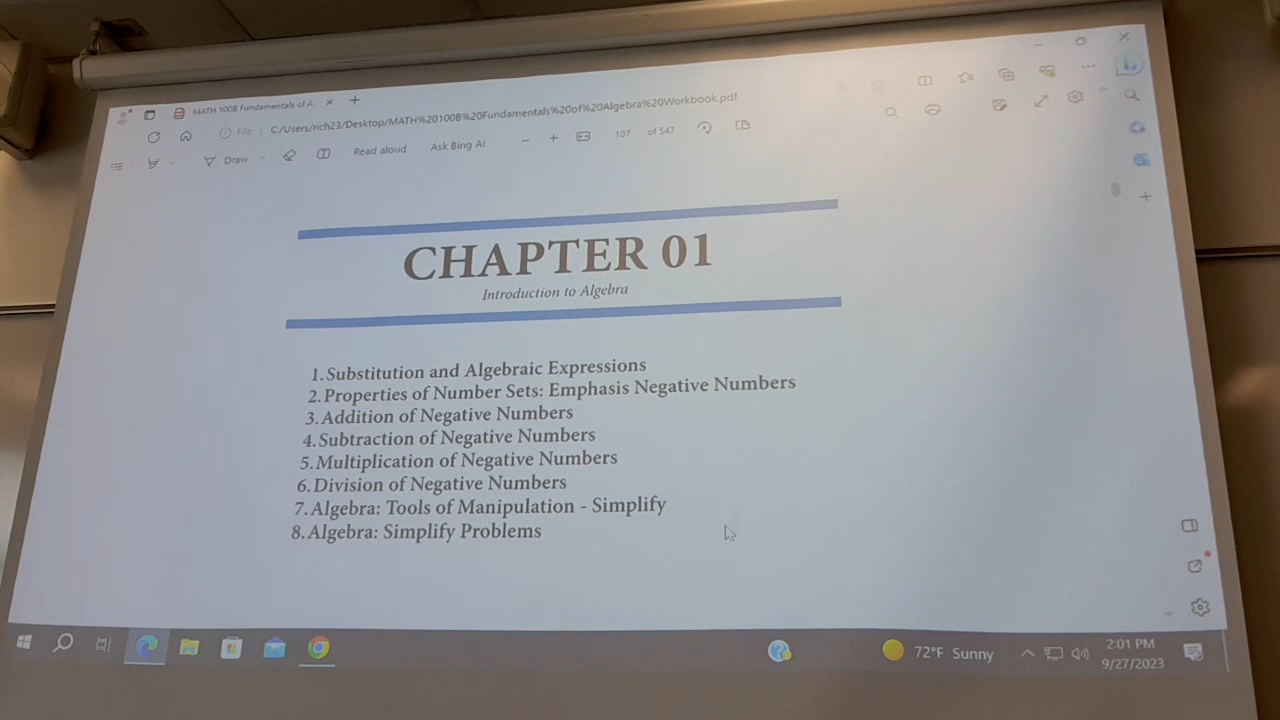 MATH 100B Fundamentals of A
File
C:/Users/rich23/Desktop/MATH%20100B%20Fundamentals%20of%20Algebra%20Workbook.pdf
Draw
Read aloud
Ask Bing AI
107 of 547
CHAPTER 01
Introduction to Algebra
1. Substitution and Algebraic Expressions
2. Properties of Number Sets: Emphasis Negative Numbers
3. Addition of Negative Numbers
4. Subtraction of Negative Numbers
5. Multiplication of Negative Numbers
6. Division of Negative Numbers
7. Algebra: Tools of Manipulation - Simplify
8. Algebra: Simplify Problems
72°F Sunny
2:01 PM
9/27/2023